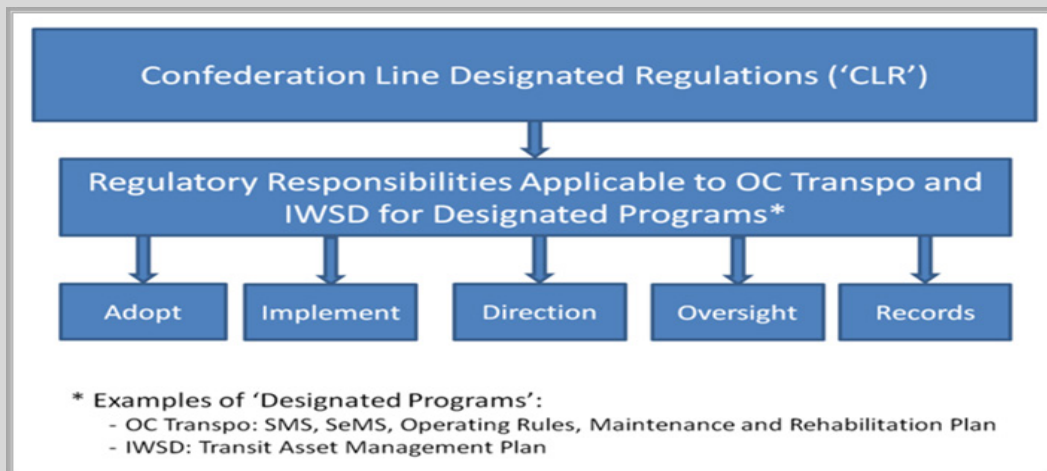 Confederation Line Designated Regulations (‘CLR’)
Regulatory Responsibilities Applicable to OC Transpo and
IWSD for Designated Programs*
Adopt Implement Direction Oversight Records
* Examples of ‘Designated Programs’:
- OC Transpo: SMS, SeMS, Operating Rules, Maintenance and Rehabilitation Plan
- IWSD: Transit Asset Management Plan